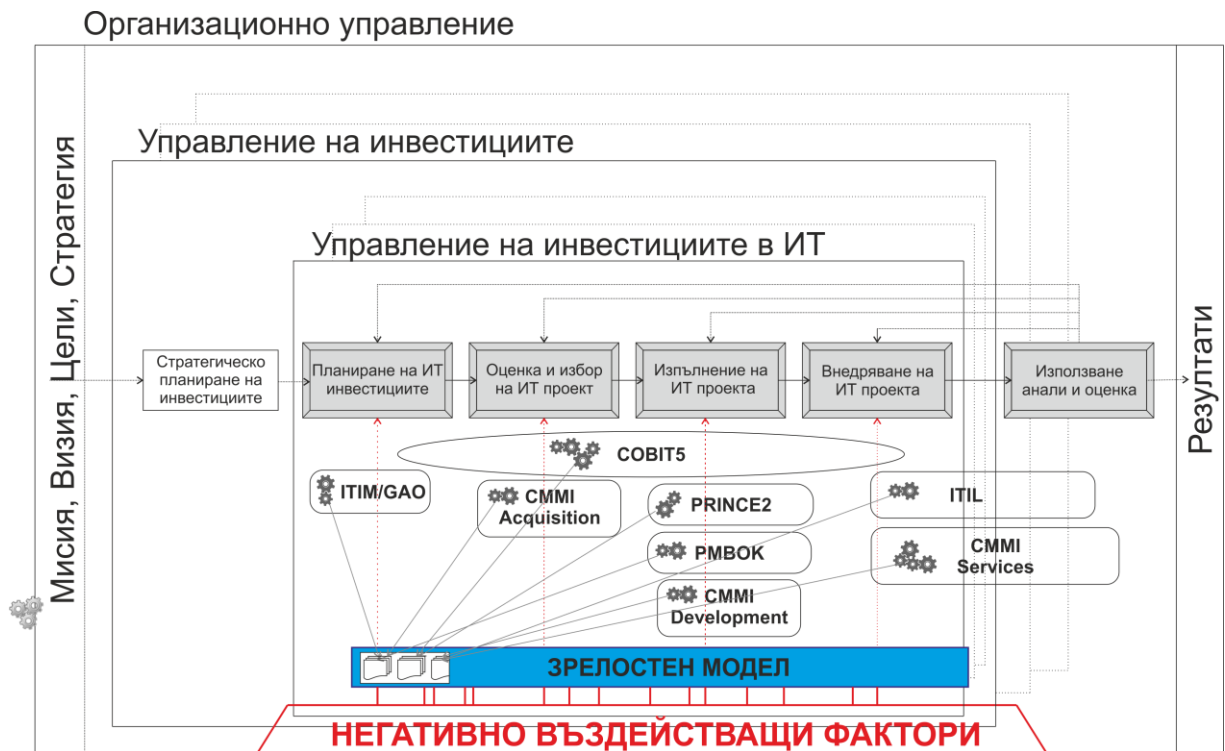 Организационно управление
Мисия, Визия, Цели, Стратегия
Управление на инвестициите
Управление на инвестициите в ИТ
Стратегическо
планиране на
инвестициите
Планиране на ИТ
инвестициите
Оценка и избор
на ИТ проект
Изпълнение на
ИТ проекта
Внедряване на
ИТ проекта
Използване
анали и оценка
Резултати
COBIT5
ITIM/GAO
CMMI
Acquisition
PRINCE2
ITIL
PMBOK
CMMI
Services
CMMI
Development
ЗРЕЛОСТЕН МОДЕЛ
НЕГАТИВНО ВЪЗДЕЙСТВАЩИ ФАКТОРИ